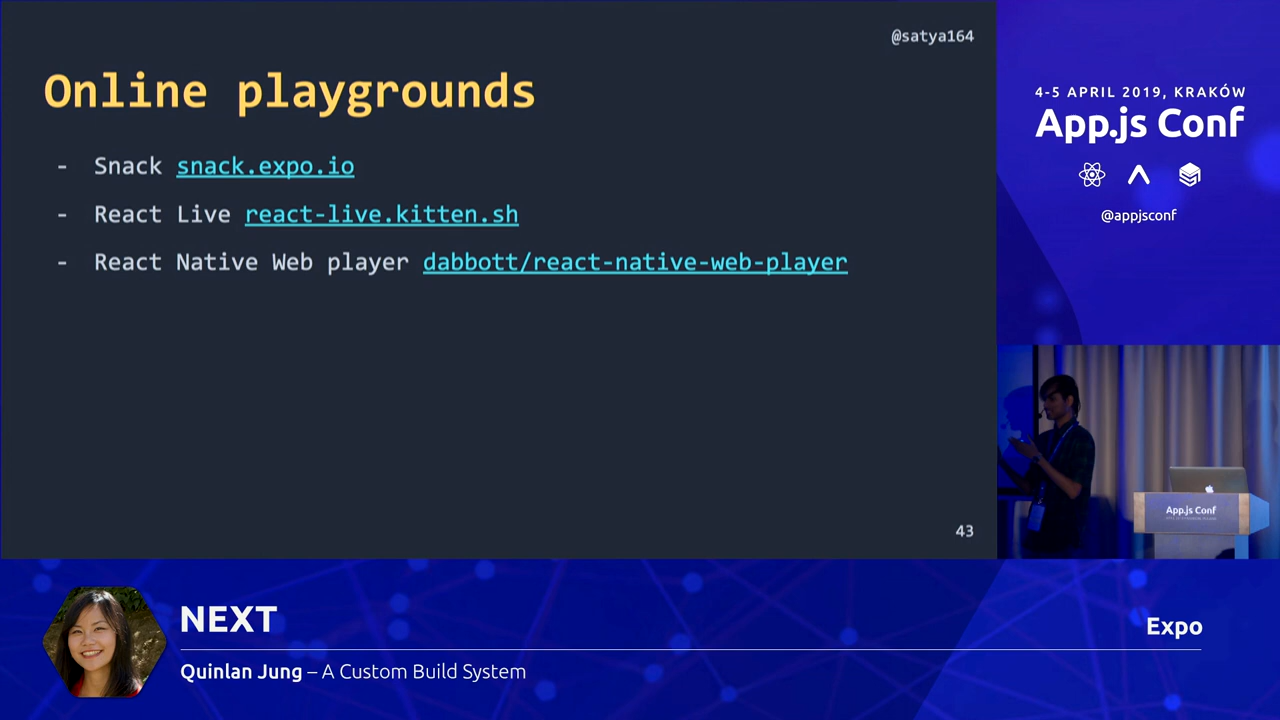 @satya164
Online playgrounds
- Snack snack.expo.io
- React Live react-live.kitten.sh
- React Native Web player dabbott/react-native-web-player
43
4-5 APRIL 2019, KRAKÓW
App.js Conf
@appjsconf
App.js Conf
NEXT
Quinlan Jung – A Custom Build System
Expo